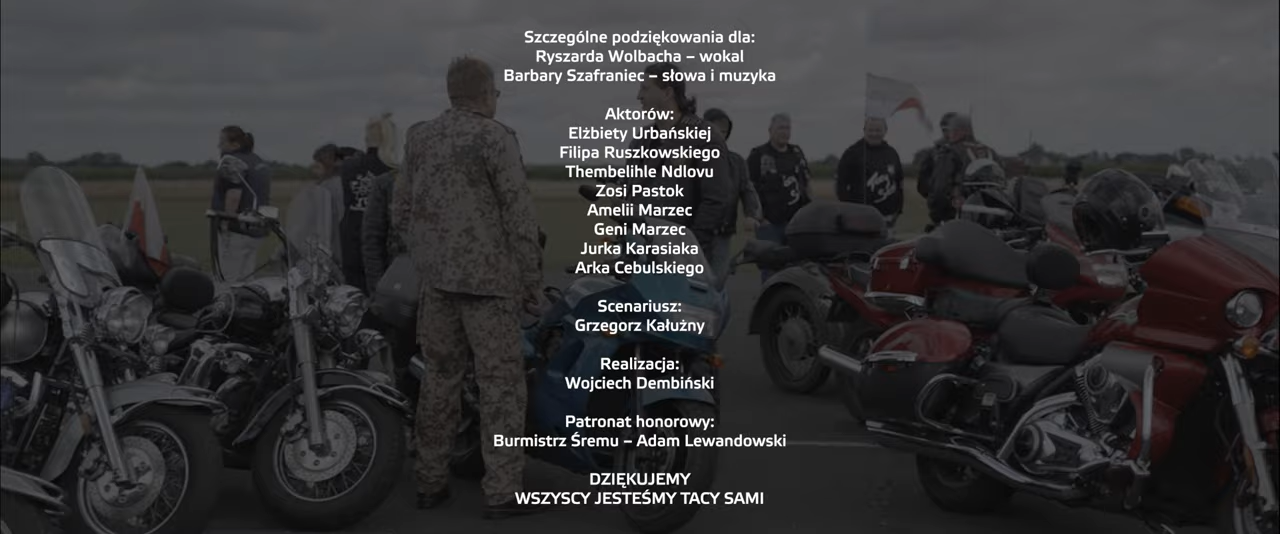 Szczególne podziękowania dla:
Ryszarda Wolbacha – wokal
Barbary Szafraniec – słowa i muzyka
Aktorów:
Elżbiety Urbańskiej
Filipa Ruszkowskiego
Thembelihle Ndlovu
Zosi Pastok
Amelii Marzec
Geni Marzec
Jurka Karasiaka
Arka Cebulskiego
Scenariusz:
Grzegorz Kałużny
Realizacja:
Wojciech Dembiński
Patronat honorowy:
Burmistrz Śremu – Adam Lewandowski
DZIĘKUJEMY
WSZYSCY JESTEŚMY TACY SAMI